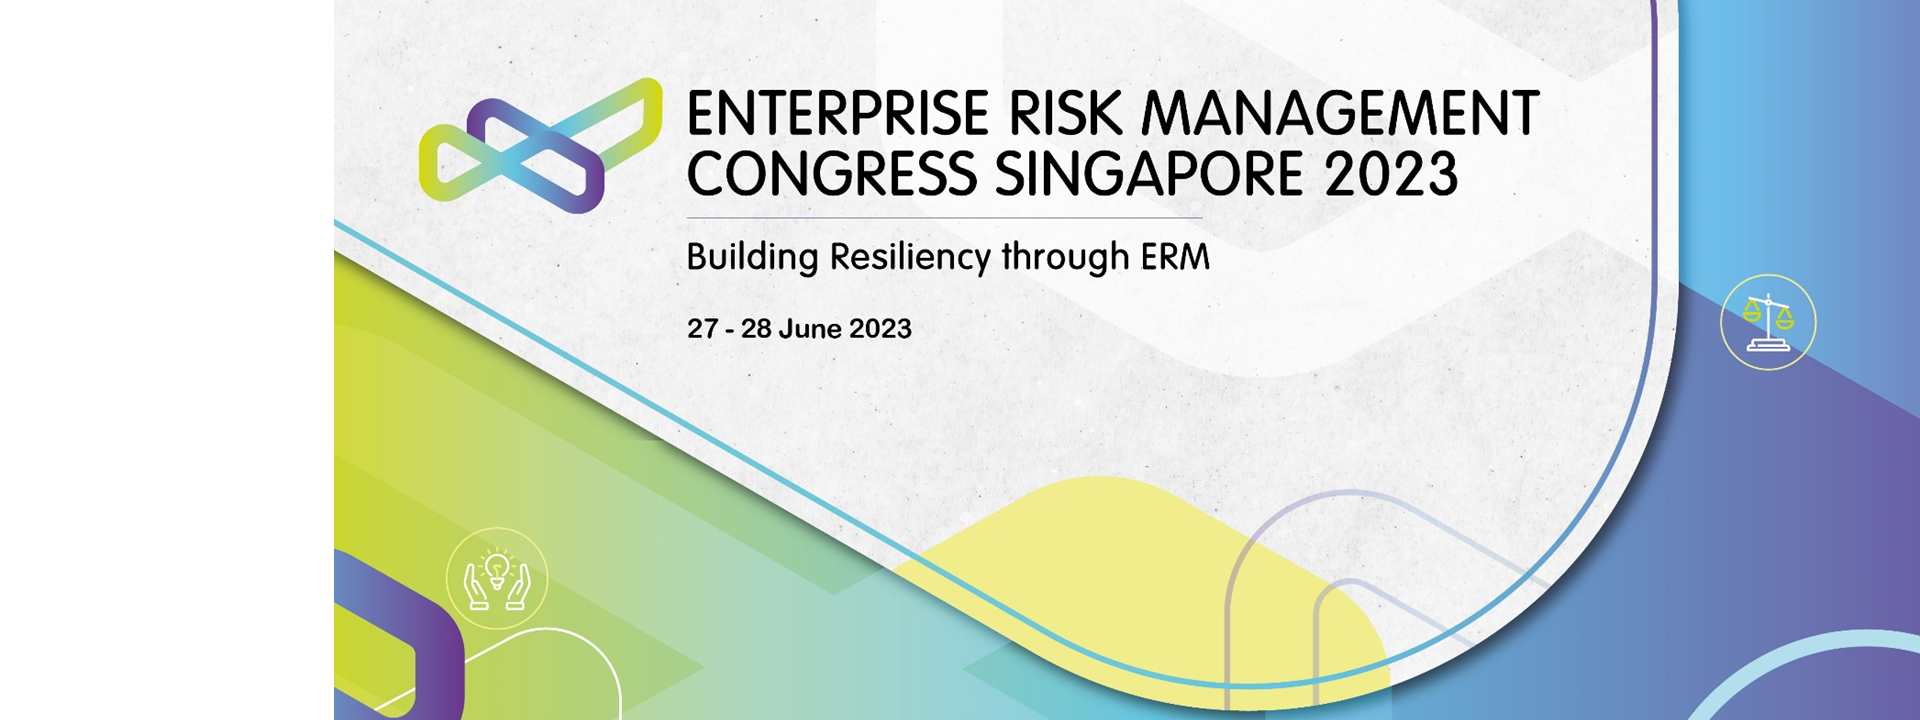 ENTERPRISE RISK MANAGEMENT
CONGRESS SINGAPORE 2023
Building Resiliency through ERM
27 - 28 June 2023